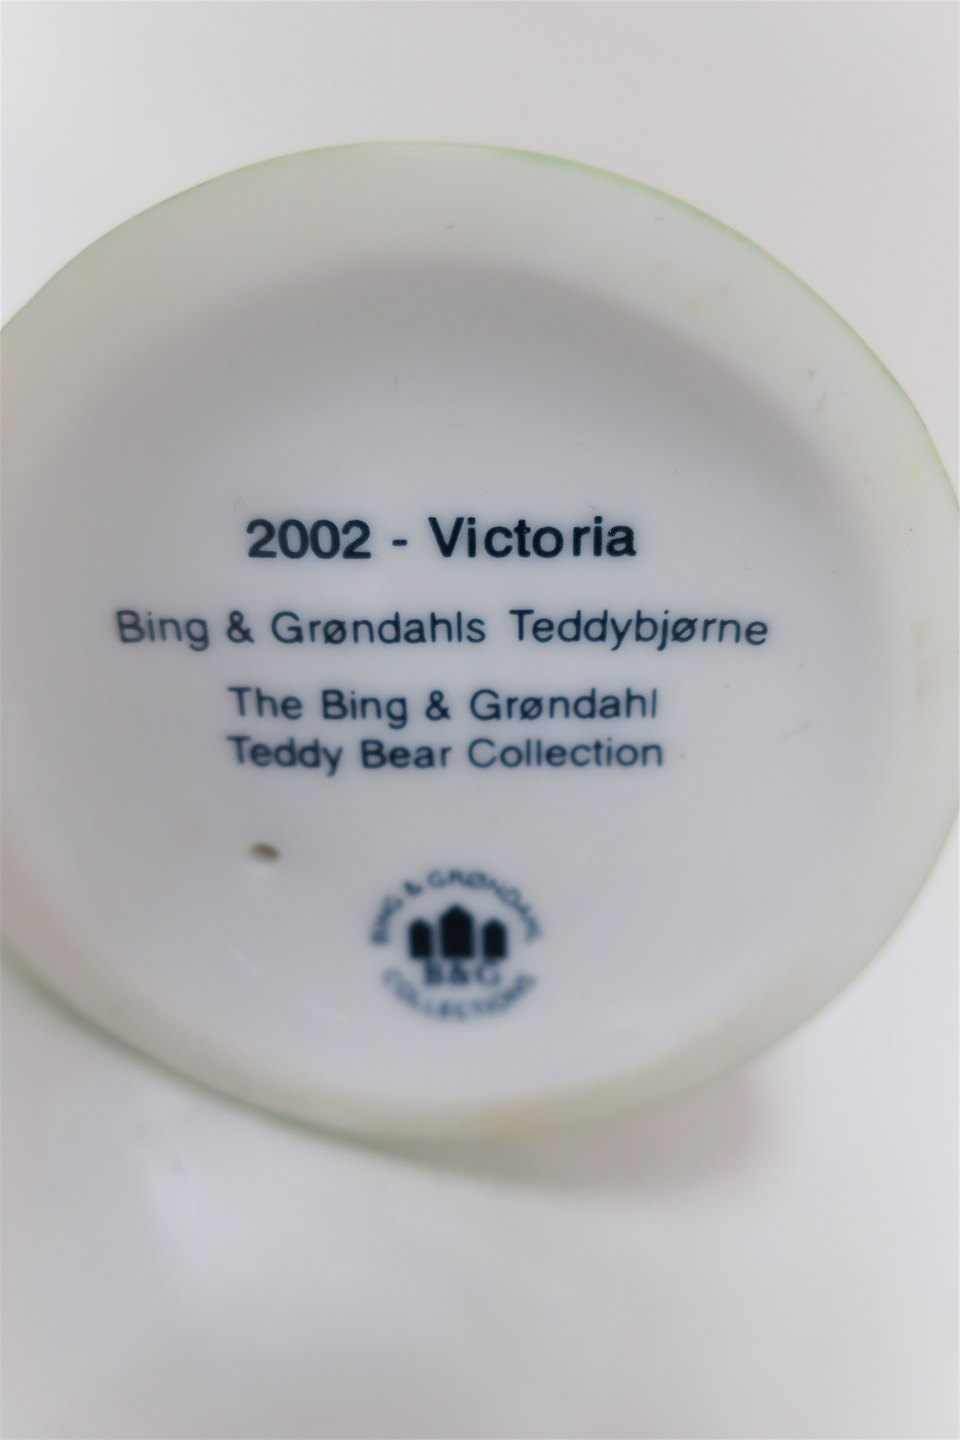 2002 - Victoria
Bing & Grøndahls Teddybjørne
The Bing & Grøndahl
Teddy Bear Collection
BING & GRØNDAHL
B&G
COLLECTIONS